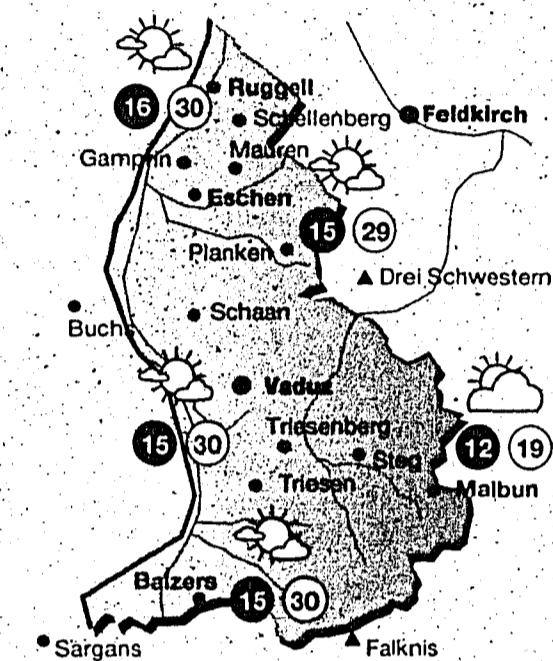 Ruggell
16 30
Schellenberg
Feldkirch
Gamprin
Mauren
Eschen
15 29
Planken
Drei Schwestern
Schaan
Buchs
Vaduz
Triesenberg
15 30
Steg
12 19
Triesen
Malbun
Balzers
15 30
Sargans
Falknis